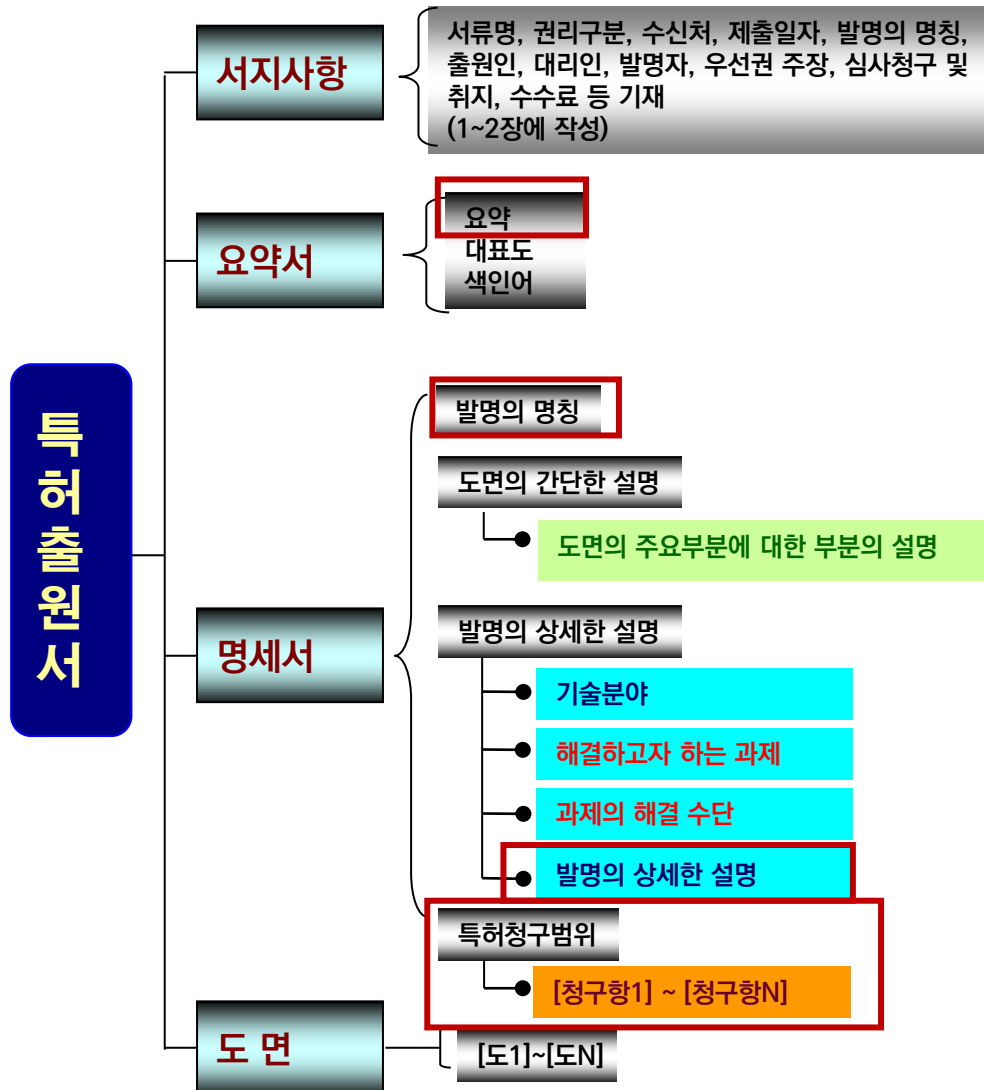 특허출원서
서지사항
서류명, 권리구분, 수신처, 제출일자, 발명의 명칭,
출원인, 대리인, 발명자, 우선권 주장, 심사청구 및
취지, 수수료 등 기재
(1~2장에 작성)
요약서
요약
대표도
색인어
명세서
발명의 명칭
도면의 간단한 설명
도면의 주요부분에 대한 부분의 설명
발명의 상세한 설명
기술분야
해결하고자 하는 과제
과제의 해결 수단
발명의 상세한 설명
특허청구범위
[청구항1] ~ [청구항N]
도 면
[도1]~[도N]